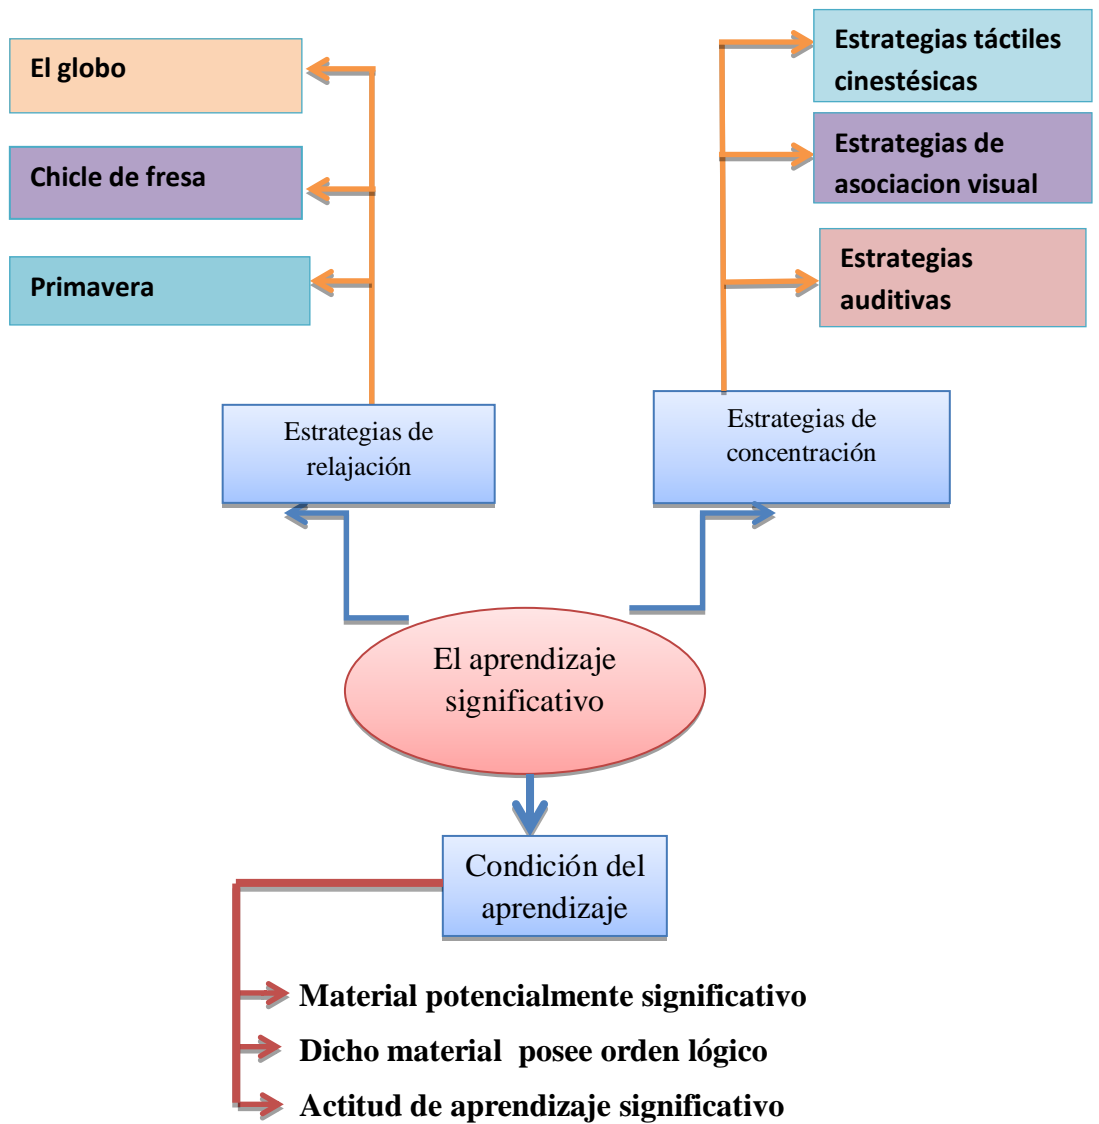 El globo
Chicle de fresa
Primavera
Estrategias táctiles
cinestésicas
Estrategias de
asociacion visual
Estrategias
auditivas
Estrategias de
relajación
Estrategias de
concentración
El aprendizaje
significativo
Condición del
aprendizaje
Material potencialmente significativo
Dicho material  posee orden lógico
Actitud de aprendizaje significativo